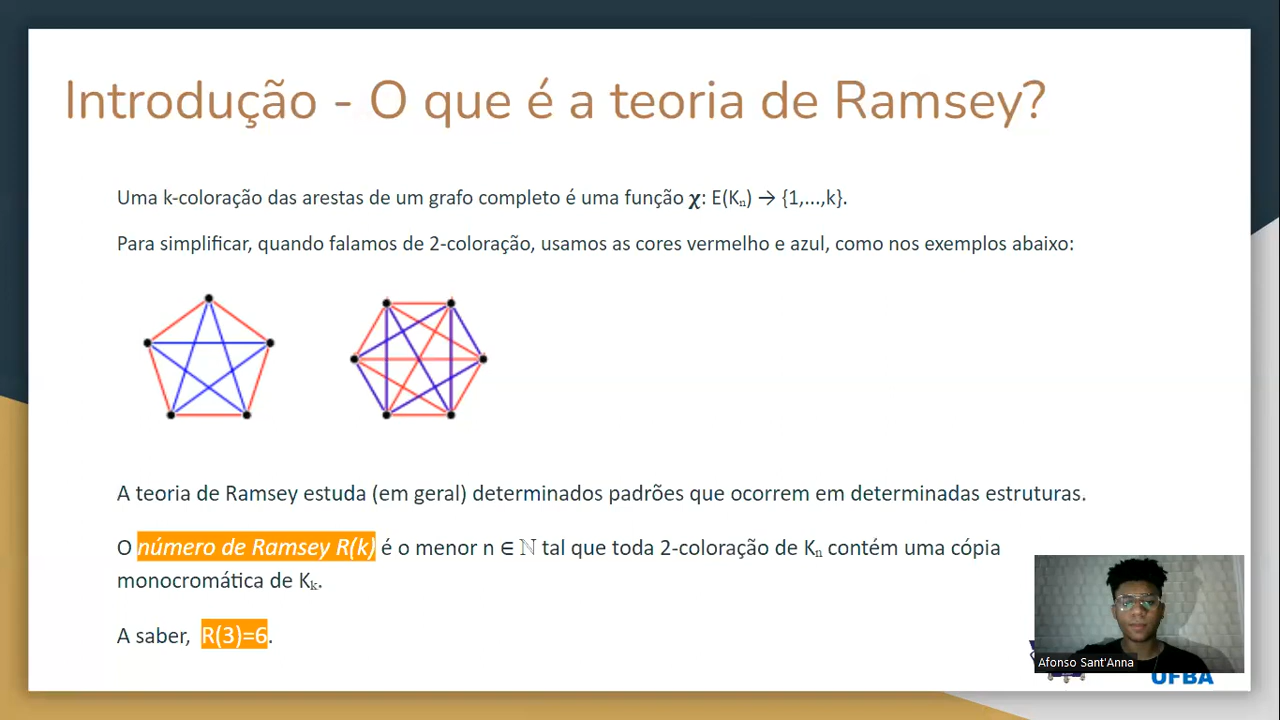 Introdução - O que é a teoria de Ramsey?
Uma k-coloração das arestas de um grafo completo é uma função χ: E(Kₙ) → {1,...,k}.
Para simplificar, quando falamos de 2-coloração, usamos as cores vermelho e azul, como nos exemplos abaixo:
A teoria de Ramsey estuda (em geral) determinados padrões que ocorrem em determinadas estruturas.
O número de Ramsey R(k) é o menor n ∈ ℕ tal que toda 2-coloração de Kₙ contém uma cópia
monocromática de Kₖ.
A saber, R(3)=6.
Afonso Sant'Anna
UFBA